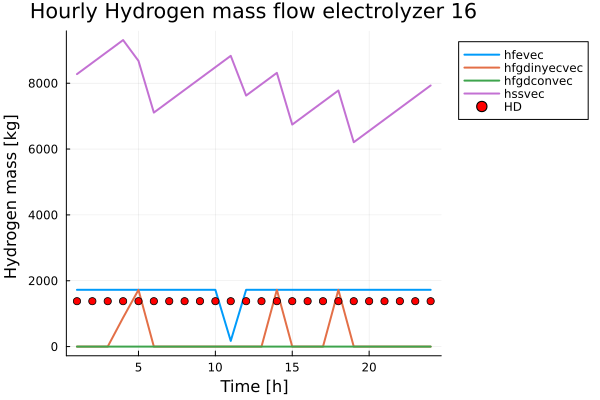 Hourly Hydrogen mass flow electrolyzer 16
hfevec
hfgdinyecvec
hfgdconvec
hssvec
HD
Hydrogen mass [kg]
8000
6000
4000
2000
0
5
10
15
20
Time [h]